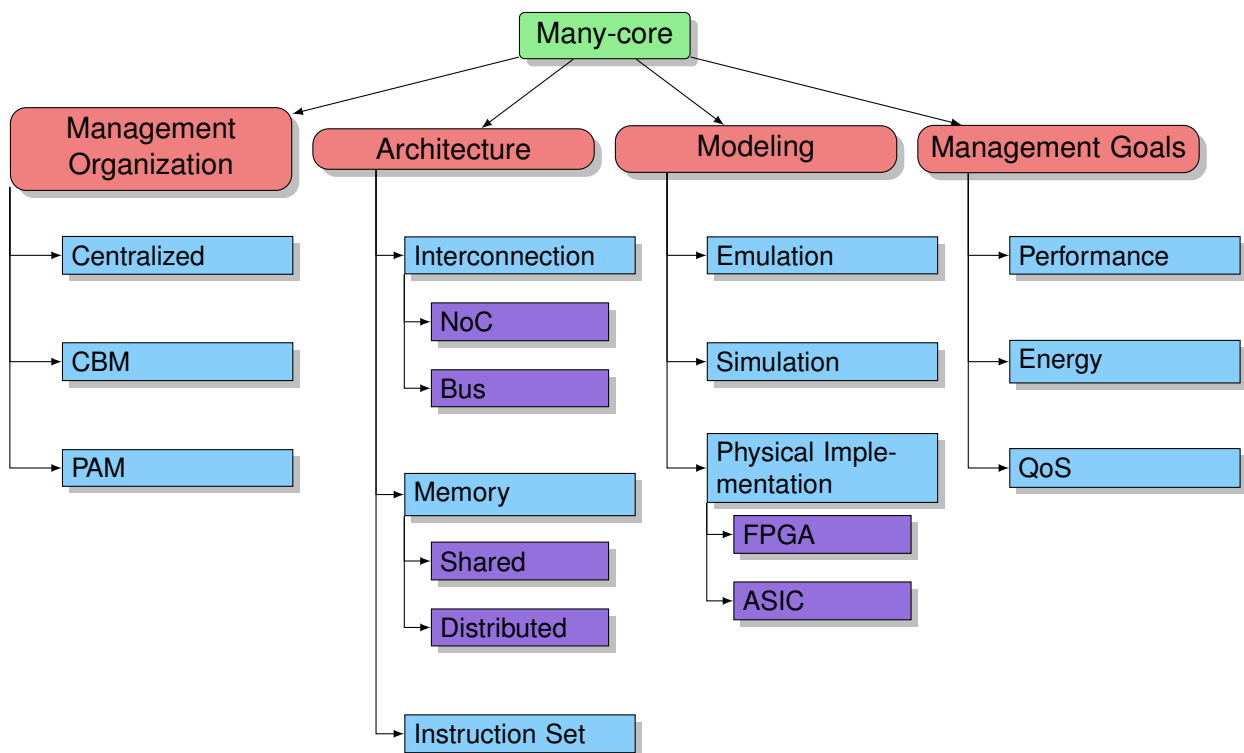 Many-core
Management
Organization
Architecture
Modeling
Management Goals
Centralized
CBM
PAM
Interconnection
NoC
Bus
Memory
Shared
Distributed
Instruction Set
Emulation
Simulation
Physical Imple-
mentation
FPGA
ASIC
Performance
Energy
QoS